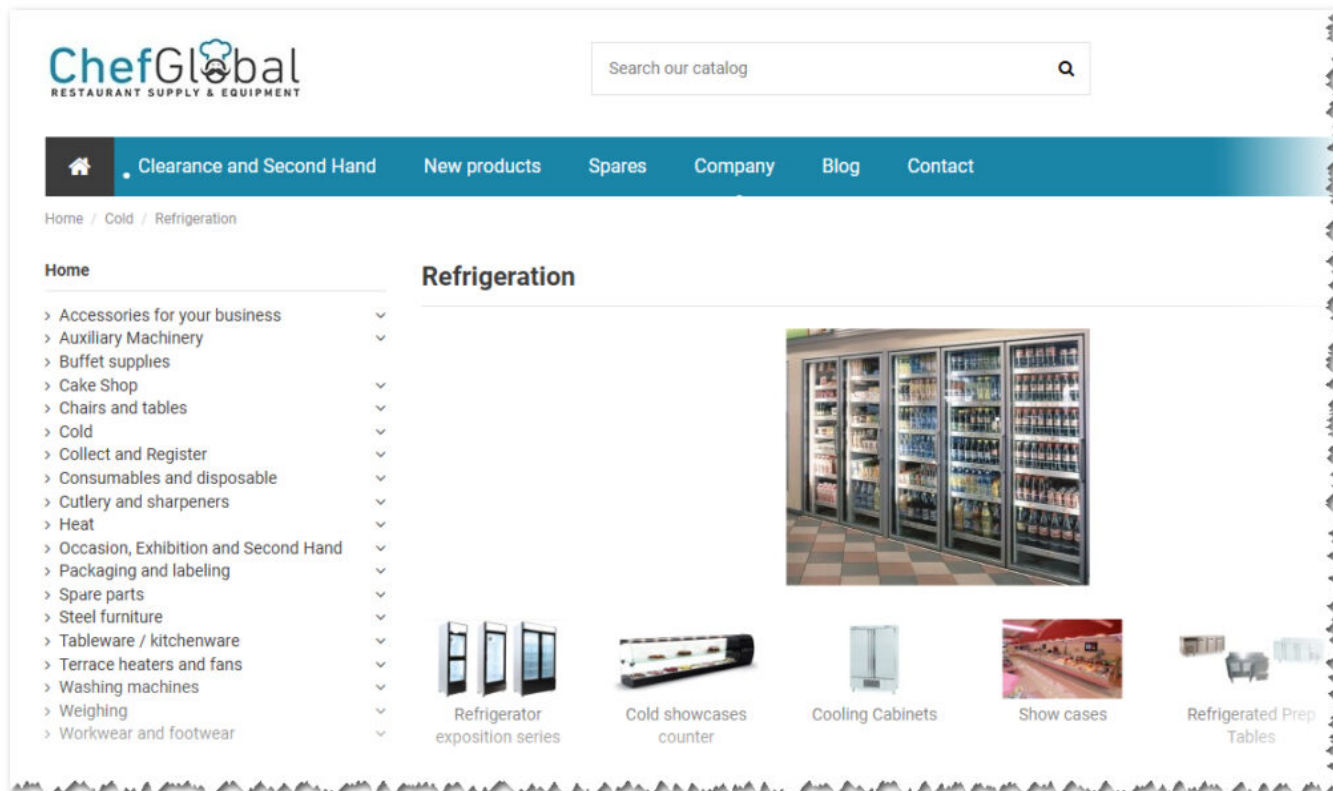 ChefGlobal
RESTAURANT SUPPLY & EQUIPMENT
Search our catalog
Clearance and Second Hand
New products
Spares
Company
Blog
Contact
Home / Cold / Refrigeration
Home
Accessories for your business
Auxiliary Machinery
Buffet supplies
Cake Shop
Chairs and tables
Cold
Collect and Register
Consumables and disposable
Cutlery and sharpeners
Heat
Occasion, Exhibition and Second Hand
Packaging and labeling
Spare parts
Steel furniture
Tableware / kitchenware
Terrace heaters and fans
Washing machines
Weighing
Workwear and footwear
Refrigeration
Refrigerator
exposition series
Cold showcases
counter
Cooling Cabinets
Show cases
Refrigerated Prep
Tables